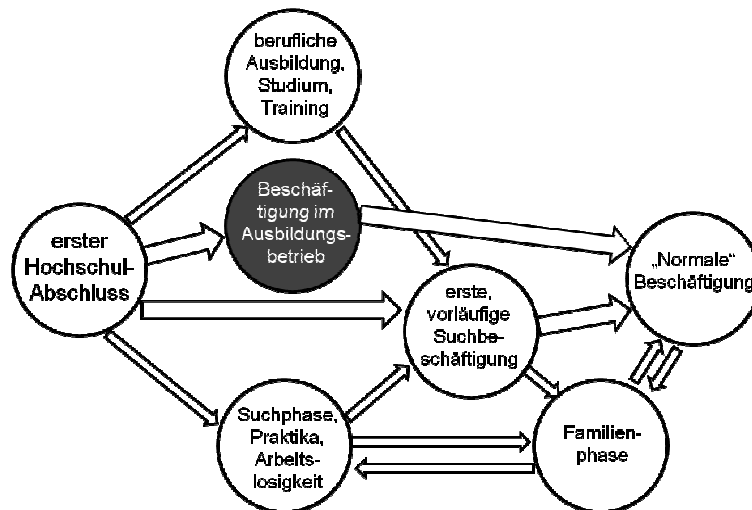 berufliche
Ausbildung,
Studium,
Training
Beschäf-
tigung im
Ausbildungs-
betrieb
erster
Hochschul-
Abschluss
„Normale“
Beschäftigung
erste,
vorläufige
Suchbe-
schäftigung
Suchphase,
Praktika,
Arbeits-
losigkeit
Familien-
phase